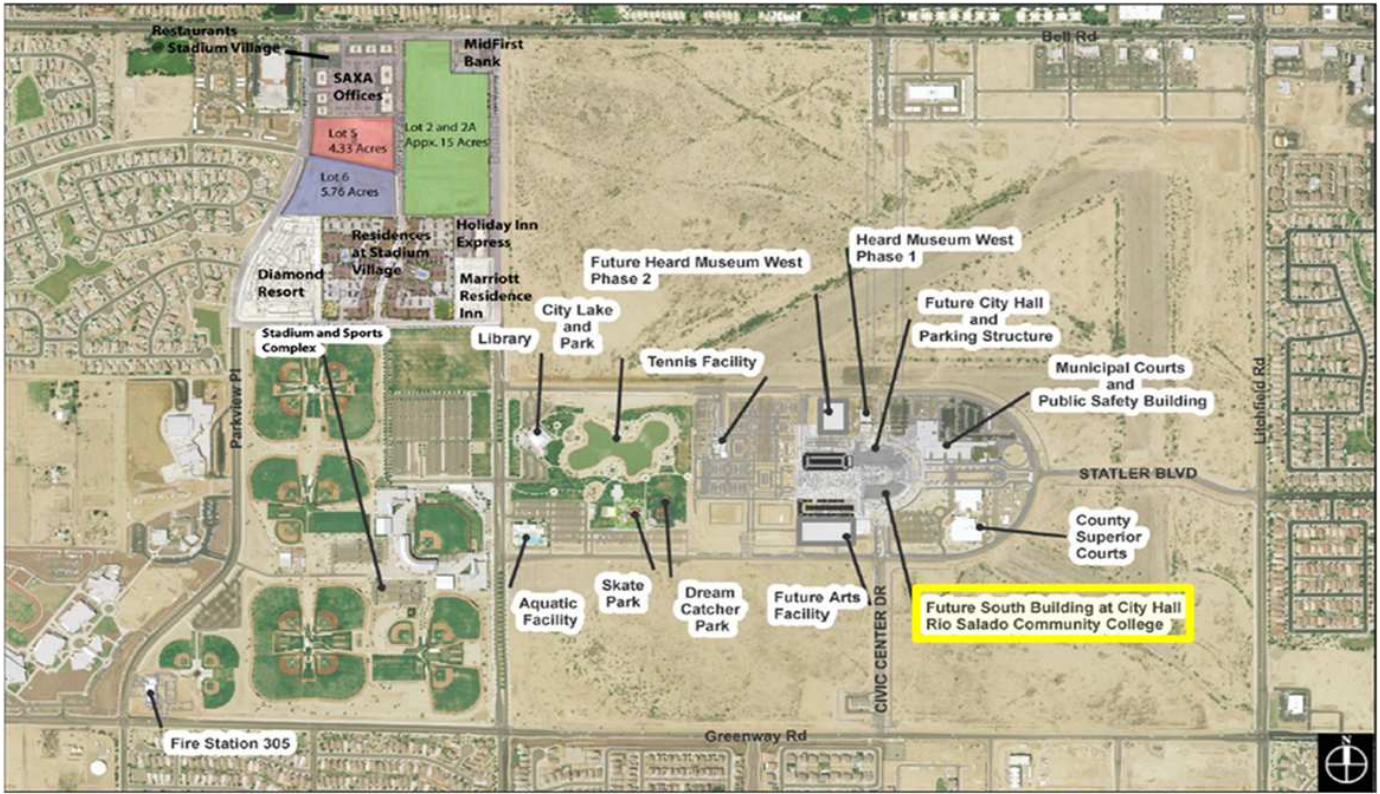 Restaurants
@ Stadium Village
MidFirst
Bank
Bell Rd
SAXA
Offices
Lot 5
4.33 Acres
Lot 2 and 2A
Appx. 15 Acres
Lot 6
5.76 Acres
Residences
at Stadium
Village
Holiday Inn
Express
Diamond
Resort
Marriott
Residence
Inn
Future Heard Museum West
Phase 2
Heard Museum West
Phase 1
Future City Hall
and
Parking Structure
City Lake
and
Park
Library
Stadium and Sports
Complex
Tennis Facility
Municipal Courts
and
Public Safety Building
Parkview Pl
Litchfield Rd
STATLER BLVD
County
Superior
Courts
Aquatic
Facility
Skate
Park
Dream
Catcher
Park
Future Arts
Facility
CIVIC CENTER DR
Future South Building at City Hall
Rio Salado Community College
Fire Station 305
Greenway Rd
N